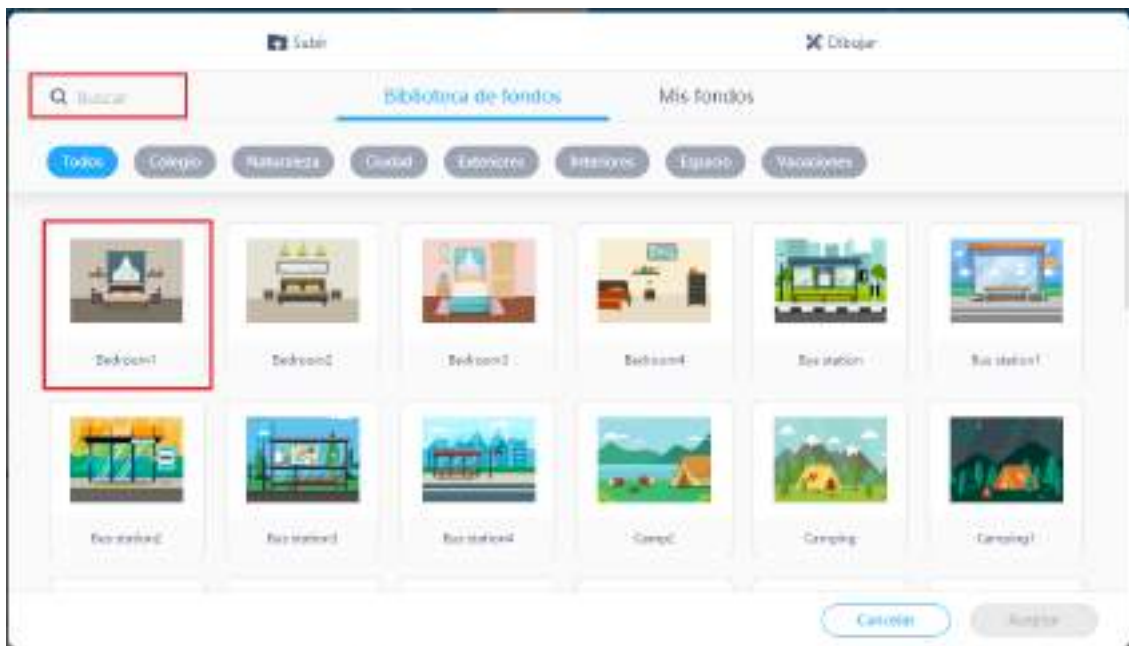 Subir
Dibujar
Buscar
Biblioteca de fondos
Mis fondos
Todos
Colegio
Naturaleza
Ciudad
Exteriores
Interiores
Espacio
Vacaciones
Bedroom1
Bedroom2
Bedroom3
Bedroom4
Bus station
Bus station1
Bus station2
Bus station3
Bus station4
Camp2
Camping
Camping1
Cancelar
Aceptar